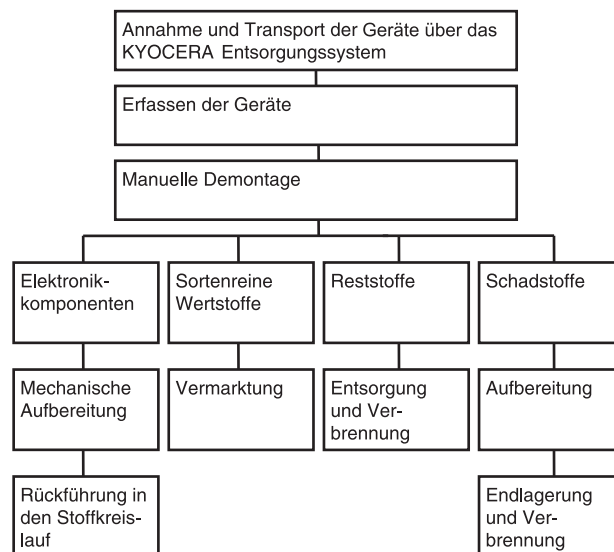 Annahme und Transport der Geräte über das
KYOCERA Entsorgungssystem
Erfassen der Geräte
Manuelle Demontage
Elektronik-
komponenten
Sortenreine
Wertstoffe
Reststoffe
Schadstoffe
Mechanische
Aufbereitung
Vermarktung
Entsorgung
und Ver-
brennung
Aufbereitung
Rückführung in
den Stoffkreis-
lauf
Endlagerung
und Ver-
brennung